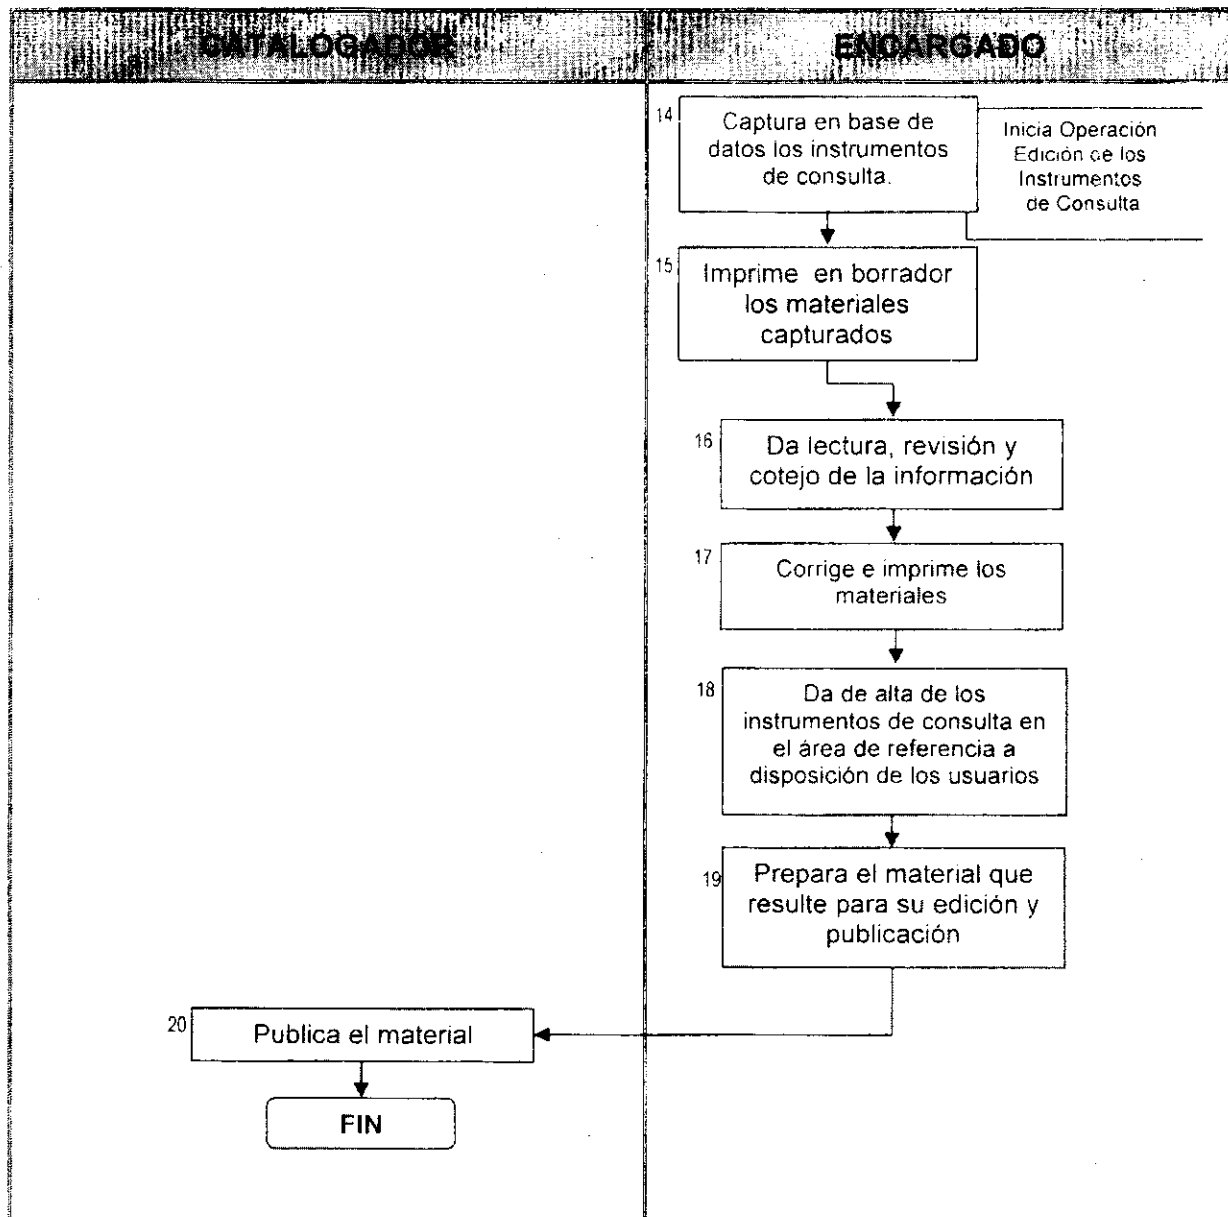 CATALOGADOR
ENCARGADO
14
Captura en base de
datos los instrumentos
de consulta.
Inicia Operación
Edición de los
Instrumentos
de Consulta
15
Imprime en borrador
los materiales
capturados
16
Da lectura, revisión y
cotejo de la información
17
Corrige e imprime los
materiales
18
Da de alta de los
instrumentos de consulta en
el área de referencia a
disposición de los usuarios
19
Prepara el material que
resulte para su edición y
publicación
20
Publica el material
FIN